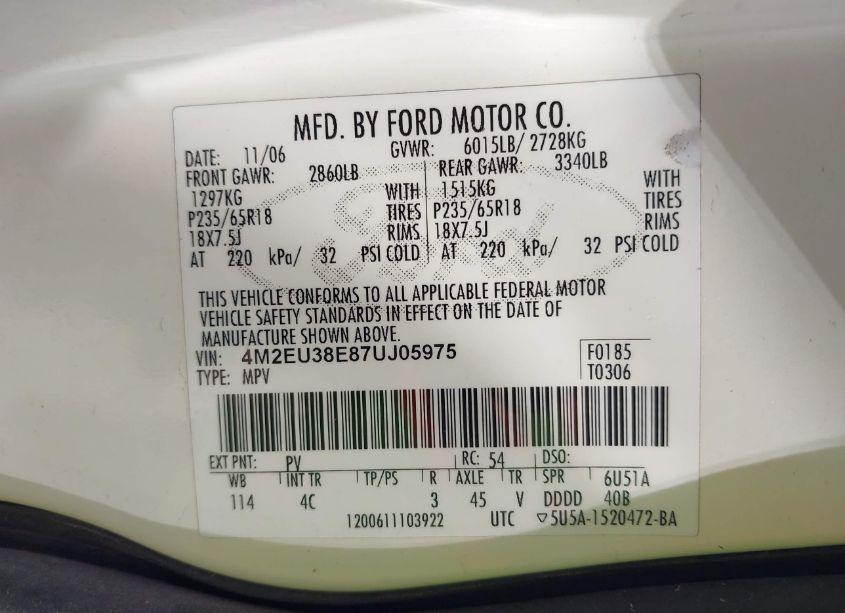 MFD. BY FORD MOTOR CO.
DATE: 11/06 GVWR: 6015LB/ 2728KG
FRONT GAWR: 2860LB REAR GAWR: 3340LB
1297KG WITH 1515KG WITH
P235/65R18 TIRES P235/65R18 TIRES
18X7.5J RIMS 18X7.5J RIMS
AT 220 kPa/ 32 PSI COLD AT 220 kPa/ 32 PSI COLD
THIS VEHICLE CONFORMS TO ALL APPLICABLE FEDERAL MOTOR
VEHICLE SAFETY STANDARDS IN EFFECT ON THE DATE OF
MANUFACTURE SHOWN ABOVE.
VIN: 4M2EU38E87UJ05975 F0185
TYPE: MPV T0306
EXT PNT: PV RC: 54 DSO:
WB INT TR TP/PS R AXLE TR SPR 6U51A
114 4C 3 45 V DDDD 40B
1200611103922 UTC ▽5U5A-1520472-BA